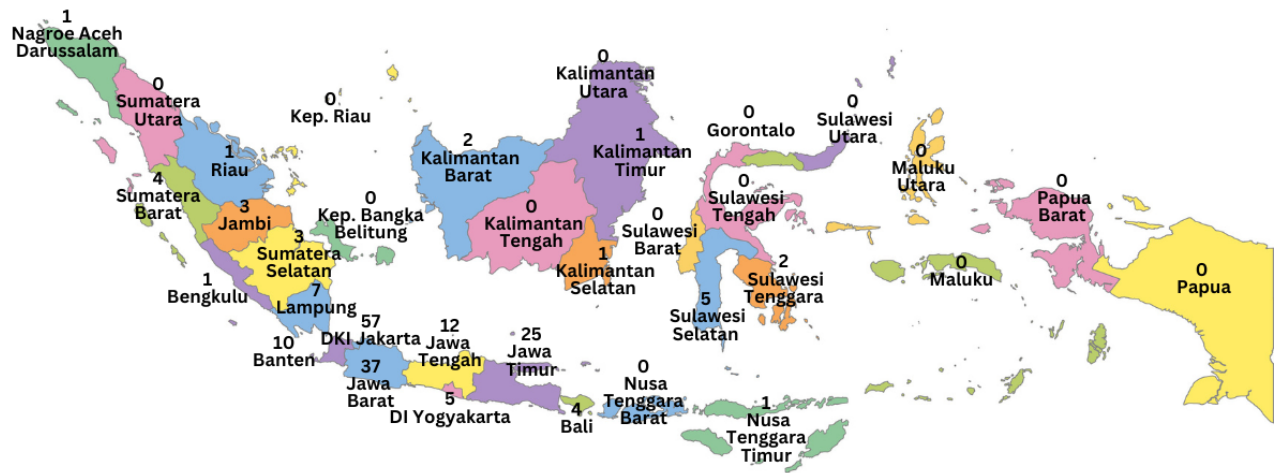 1
Nagroe Aceh
Darussalam
0
Sumatera
Utara
1
Riau
0
Kep. Riau
4
Sumatera
Barat
3
Jambi
0
Kep. Bangka
Belitung
3
Sumatera
Selatan
1
Bengkulu
7
Lampung
10
Banten
57
DKI Jakarta
37
Jawa
Barat
12
Jawa
Tengah
5
DI Yogyakarta
25
Jawa
Timur
4
Bali
0
Nusa
Tenggara
Barat
1
Nusa
Tenggara
Timur
2
Kalimantan
Barat
0
Kalimantan
Tengah
0
Kalimantan
Utara
1
Kalimantan
Timur
1
Kalimantan
Selatan
0
Gorontalo
0
Sulawesi
Utara
0
Sulawesi
Tengah
0
Sulawesi
Barat
5
Sulawesi
Selatan
2
Sulawesi
Tenggara
0
Maluku
Utara
0
Maluku
0
Papua
Barat
0
Papua